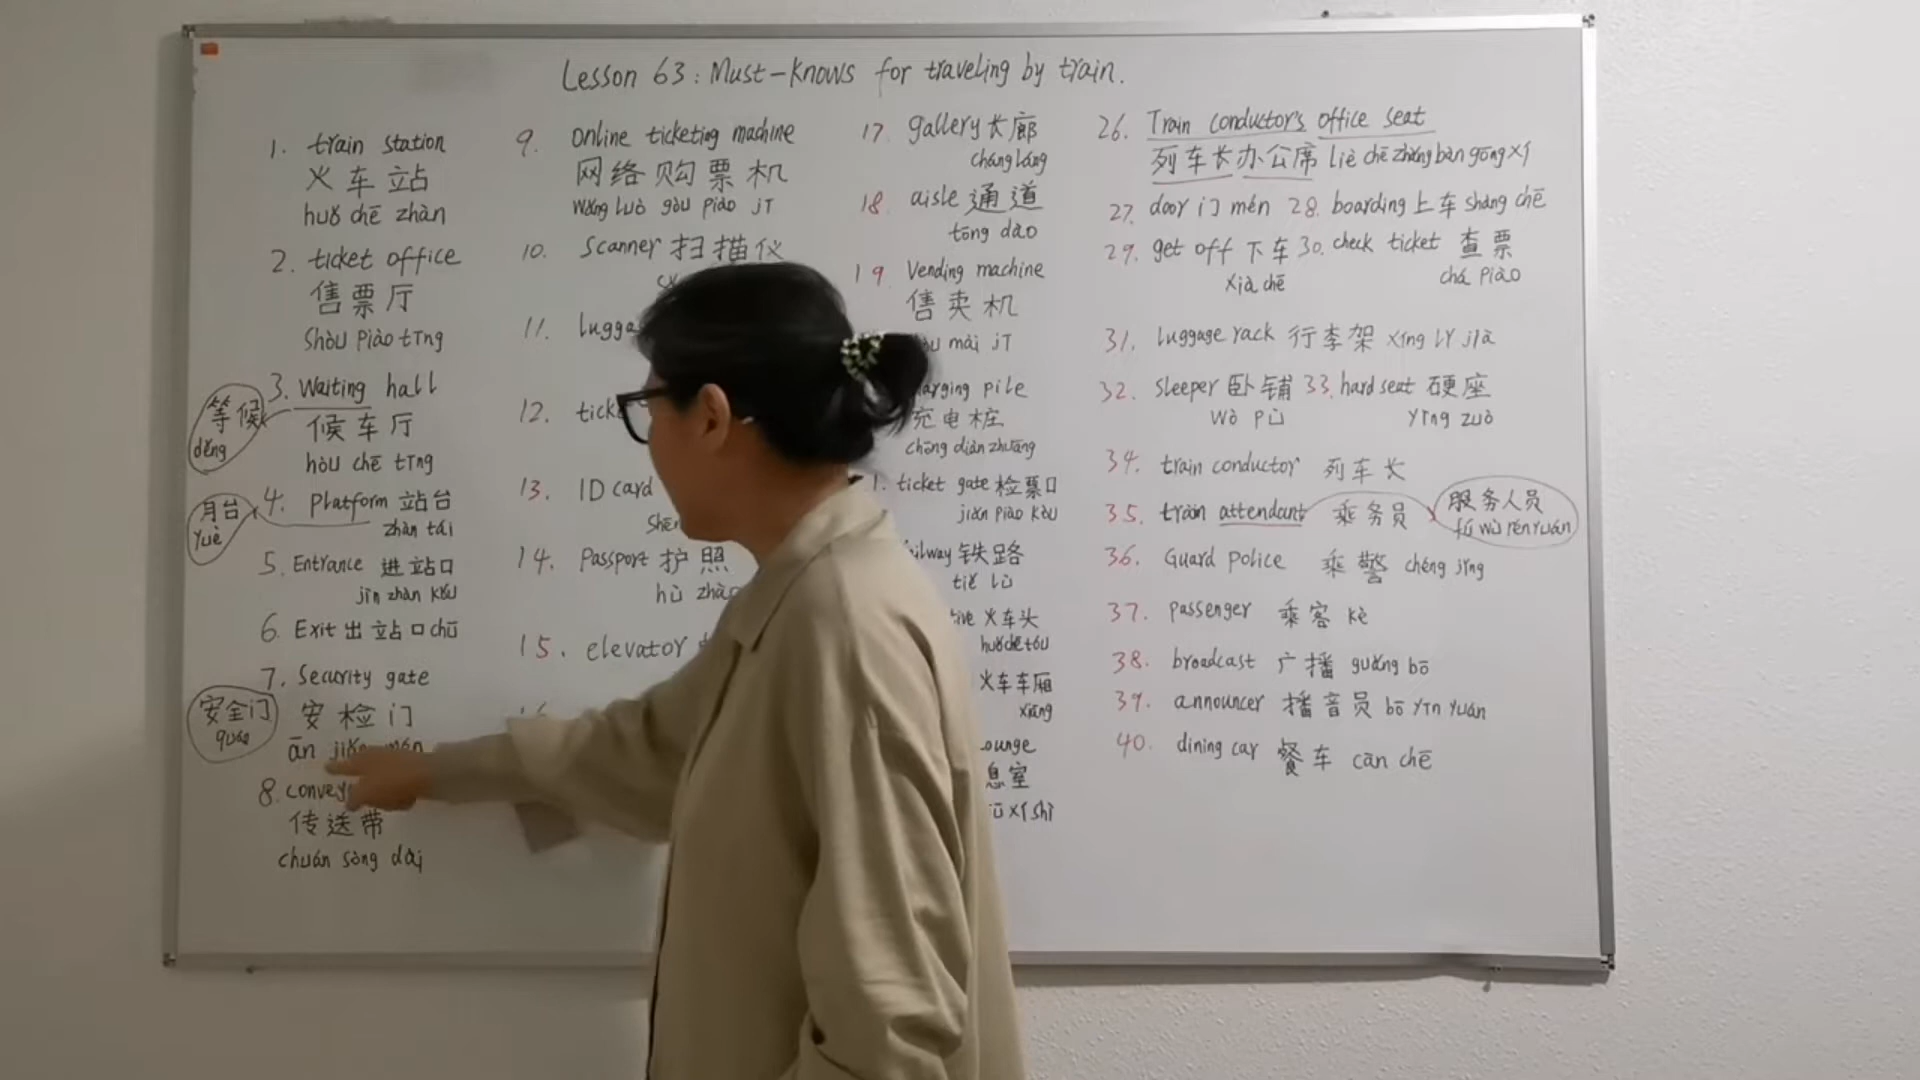 Lesson 63: Must-Knows for traveling by train.
1. train station
火车站
huǒ chē zhàn
2. ticket office
售票厅
Shòu piào tīng
3. Waiting hall
等候
děng
候车厅
hòu chē tīng
4. Platform 站台
zhàn tái
月台
yuè
5. Entrance 进站口
jìn zhàn kǒu
6. Exit 出站口 chū
7. Security gate
安全门
quán
安检门
ān
8.
传送带
chuán sòng dài
9. Online ticketing machine
网络购票机
Wǎng luò gòu piào jī
10. Scanner 扫描仪
11.
12.
13. ID card
14. Passport 护照
hù zhào
15. elevator
17. gallery 长廊
cháng láng
18. aisle 通道
tōng dào
19. Vending machine
售卖机
mài jī
pile
充电桩
chōng diàn zhuāng
ticket gate 检票口
jiǎn piào kǒu
铁路
tiě lù
火车头
huǒ chē tóu
火车车厢
xiāng
息室
xī shì
26. Train conductor's office seat
列车长办公席 liè chē zhǎng bàn gōng xí
27. door 门 mén 28. boarding 上车 shàng chē
29. get off 下车 30. check ticket 查票
xià chē chá piào
31. luggage rack 行李架 xíng lǐ jià
32. sleeper 卧铺 33. hard seat 硬座
wò pù yìng zuò
34. train conductor 列车长
35. train attendant 乘务员
服务人员
fú wù rén yuán
36. Guard police 乘警 chéng jǐng
37. passenger 乘客 kè
38. broadcast 广播 guǎng bō
39. announcer 播音员 bō yīn yuán
40. dining car 餐车 cān chē